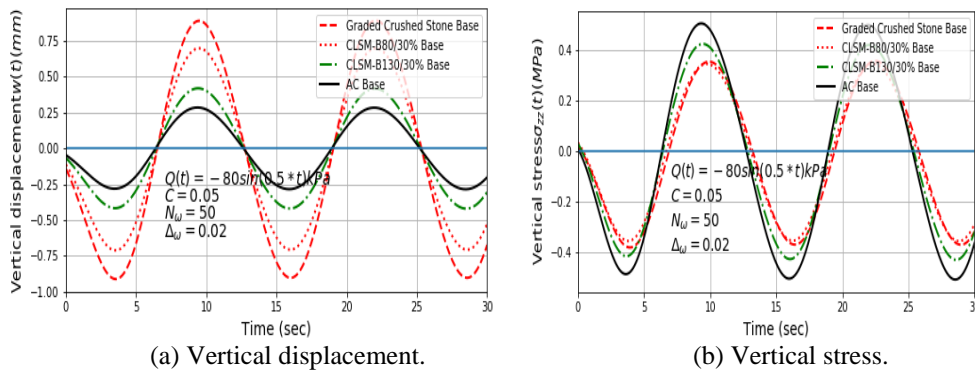 Vertical displacementw(t)(mm)
0.75
0.50
0.25
0.00
−0.25
−0.50
−0.75
−1.00
Graded Crushed Stone Base
CLSM-B80/30% Base
CLSM-B130/30% Base
AC Base
Q(t) = −80sin(0.5*t)kPa
C = 0.05
N_ω = 50
Δ_ω = 0.02
0 5 10 15 20 25 30
Time (sec)
(a) Vertical displacement.
Vertical stressσ_zz(t)(MPa)
0.4
0.2
0.0
−0.2
−0.4
Graded Crushed Stone Base
CLSM-B80/30% Base
CLSM-B130/30% Base
AC Base
Q(t) = −80sin(0.5*t)kPa
C = 0.05
N_ω = 50
Δ_ω = 0.02
0 5 10 15 20 25
Time (sec)
(b) Vertical stress.